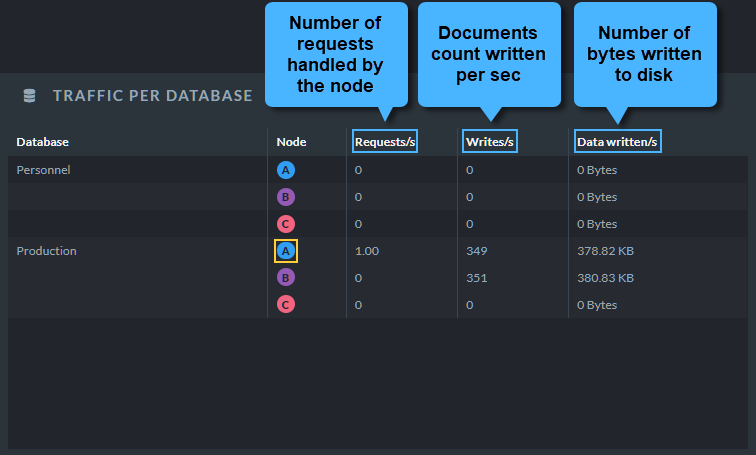 Number of
requests
handled by
the node
Documents
count written
per sec
Number of
bytes written
to disk
TRAFFIC PER DATABASE
Database Node Requests/s Writes/s Data written/s
Personnel A 0 0 0 Bytes
B 0 0 0 Bytes
C 0 0 0 Bytes
Production A 1.00 349 378.82 KB
B 0 351 380.83 KB
C 0 0 0 Bytes